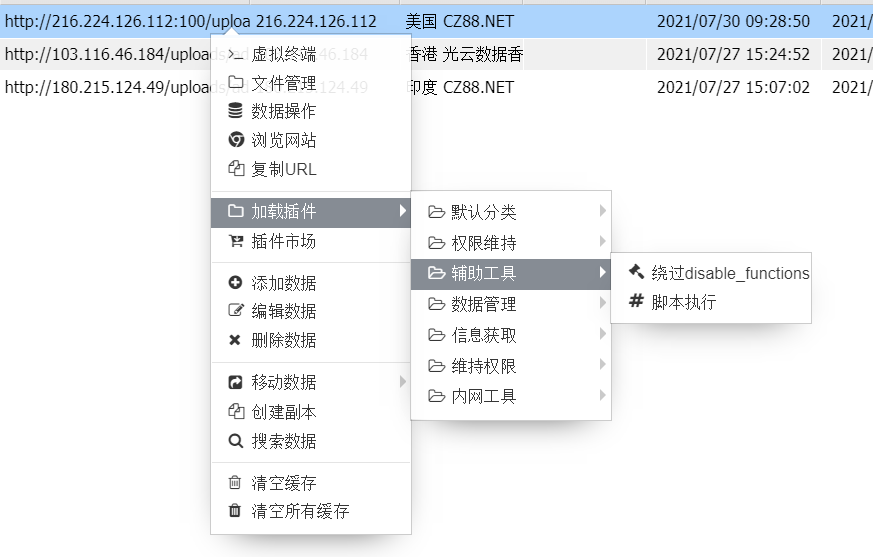 http://216.224.126.112:100/uploa 216.224.126.112 美国 CZ88.NET 2021/07/30 09:28:50 2021/
http://103.116.46.184/uploads/ad 46.184 香港 光云数据香 2021/07/27 15:24:52 2021/
http://180.215.124.49/uploads/ad 124.49 印度 CZ88.NET 2021/07/27 15:07:02 2021/
虚拟终端
文件管理
数据操作
浏览网站
复制URL
加载插件
插件市场
添加数据
编辑数据
删除数据
移动数据
创建副本
搜索数据
清空缓存
清空所有缓存
默认分类
权限维持
辅助工具
数据管理
信息获取
维持权限
内网工具
绕过disable_functions
脚本执行